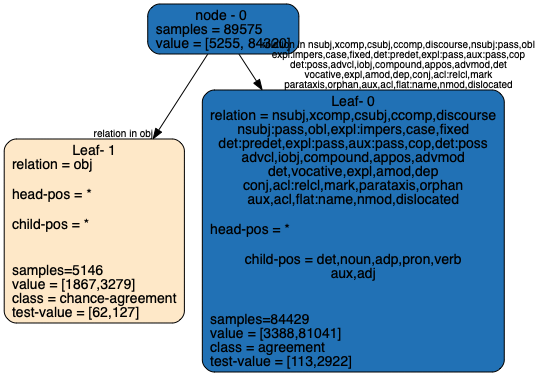 node - 0
samples = 89575
value = [5255, 84320]
relation in nsubj,xcomp,csubj,ccomp,discourse,nsubj:pass,obl
expl:impers,case,fixed,det:predet,expl:pass,aux:pass,cop
det:poss,advcl,iobj,compound,appos,advmod,det
vocative,expl,amod,dep,conj,acl:relcl,mark
parataxis,orphan,aux,acl,flat:name,nmod,dislocated
relation in obj
Leaf- 1
relation = obj
head-pos = *
child-pos = *
samples=5146
value = [1867,3279]
class = chance-agreement
test-value = [62,127]
Leaf- 0
relation = nsubj,xcomp,csubj,ccomp,discourse
nsubj:pass,obl,expl:impers,case,fixed
det:predet,expl:pass,aux:pass,cop,det:poss
advcl,iobj,compound,appos,advmod
det,vocative,expl,amod,dep
conj,acl:relcl,mark,parataxis,orphan
aux,acl,flat:name,nmod,dislocated
head-pos = *
child-pos = det,noun,adp,pron,verb
aux,adj
samples=84429
value = [3388,81041]
class = agreement
test-value = [113,2922]